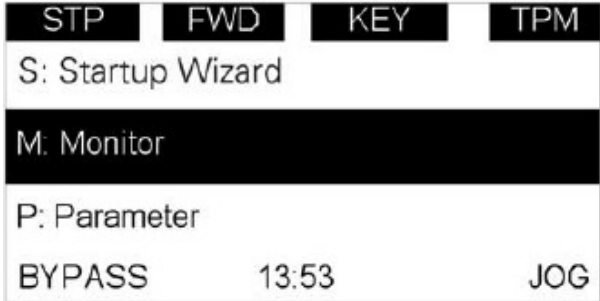 STP FWD KEY TPM
S: Startup Wizard
M: Monitor
P: Parameter
BYPASS 13:53 JOG